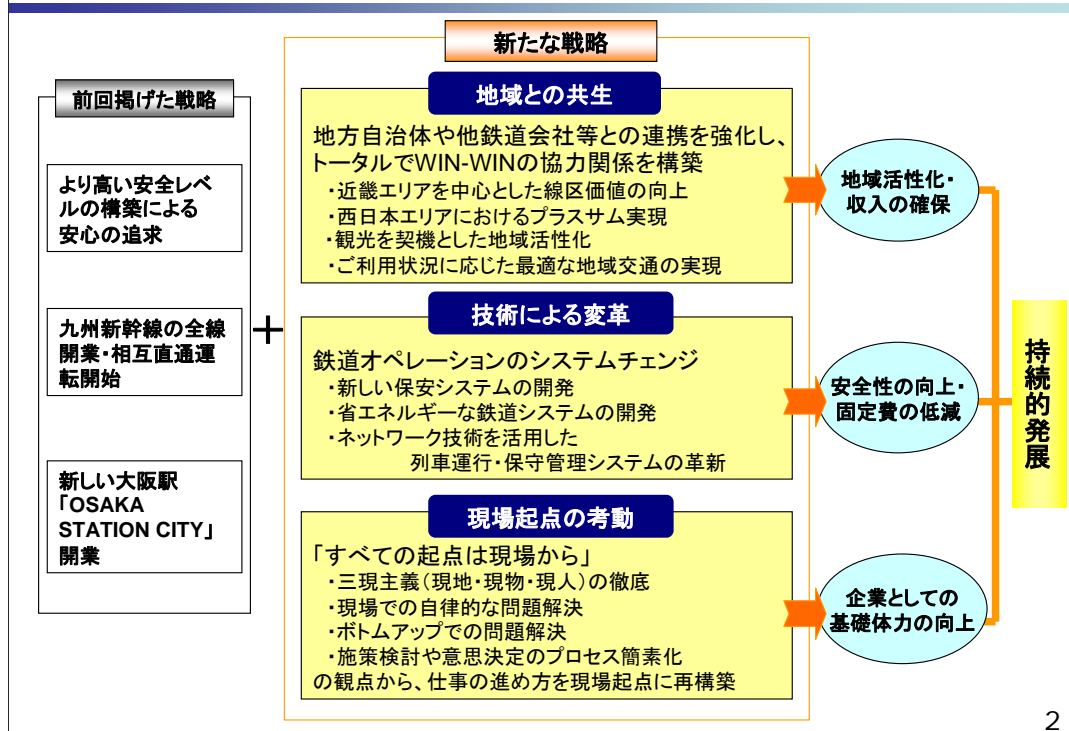 新たな戦略
前回掲げた戦略
より高い安全レベ
ルの構築による
安心の追求
九州新幹線の全線
開業・相互直通運
転開始
新しい大阪駅
「OSAKA
STATION CITY」
開業
＋
地域との共生
地方自治体や他鉄道会社等との連携を強化し、
トータルでWIN-WINの協力関係を構築
・近畿エリアを中心とした線区価値の向上
・西日本エリアにおけるプラスサム実現
・観光を契機とした地域活性化
・ご利用状況に応じた最適な地域交通の実現
地域活性化・
収入の確保
技術による変革
鉄道オペレーションのシステムチェンジ
・新しい保安システムの開発
・省エネルギーな鉄道システムの開発
・ネットワーク技術を活用した
列車運行・保守管理システムの革新
安全性の向上・
固定費の低減
現場起点の考動
「すべての起点は現場から」
・三現主義（現地・現物・現人）の徹底
・現場での自律的な問題解決
・ボトムアップでの問題解決
・施策検討や意思決定のプロセス簡素化
の観点から、仕事の進め方を現場起点に再構築
企業としての
基礎体力の向上
持続的発展
2